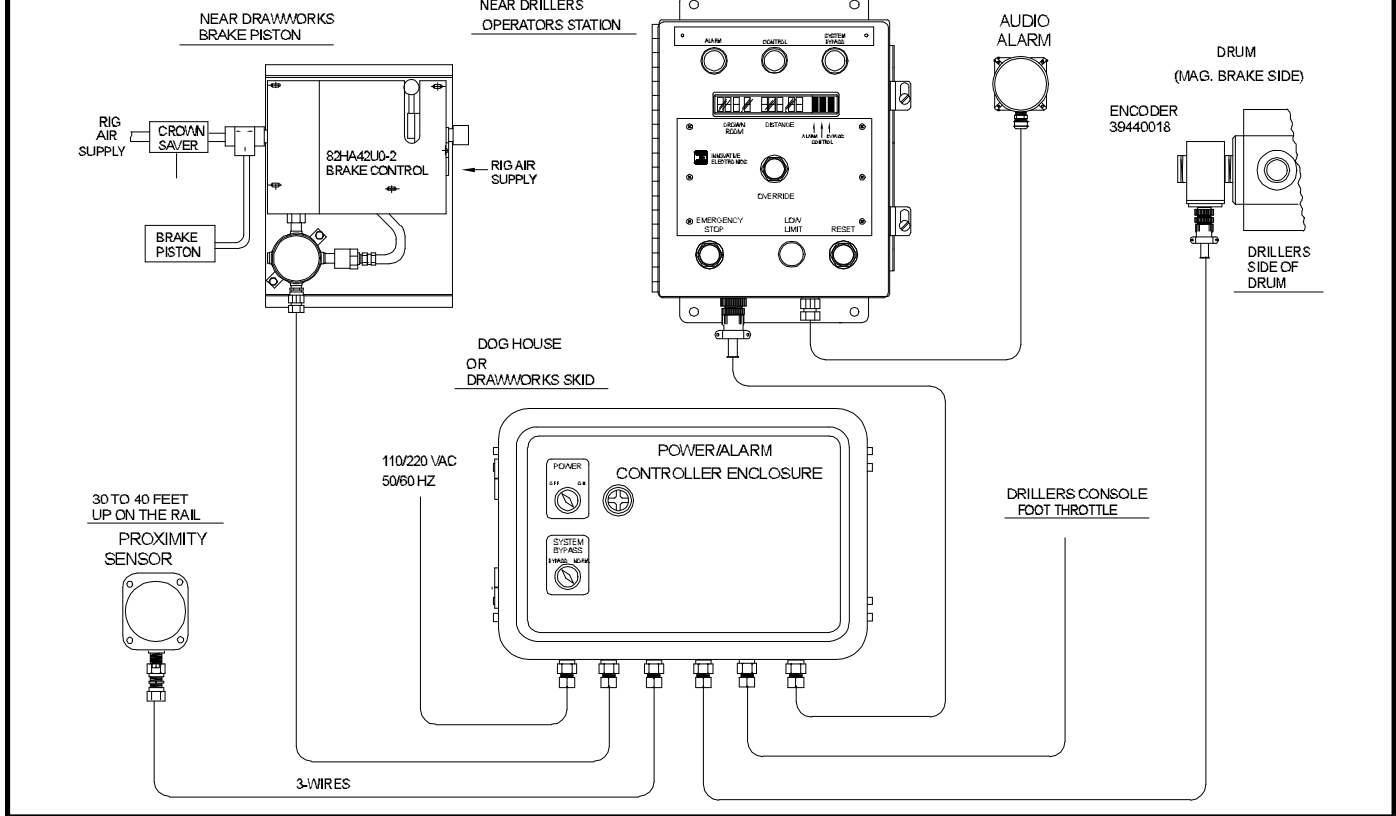 NEAR DRAWWORKS
BRAKE PISTON
NEAR DRILLERS
OPERATORS STATION
RIG
AIR
SUPPLY
CROWN
SAVER
82HA42U0-2
BRAKE CONTROL
RIG AIR
SUPPLY
BRAKE
PISTON
ALARM
CONTROL
SYSTEM
BYPASS
CROWN
ROOM
DISTANCE
ALARM
BYPASS
CONTROL
INNOVATIVE
ELECTRONICS
OVERRIDE
EMERGENCY
STOP
LOW
LIMIT
RESET
AUDIO
ALARM
DRUM
(MAG. BRAKE SIDE)
ENCODER
39440018
DRILLERS
SIDE OF
DRUM
DOG HOUSE
OR
DRAWWORKS SKID
110/220 VAC
50/60 HZ
POWER/ALARM
CONTROLLER ENCLOSURE
POWER
OFF ON
SYSTEM
BYPASS
BYPASS NORM.
30 TO 40 FEET
UP ON THE RAIL
PROXIMITY
SENSOR
DRILLERS CONSOLE
FOOT THROTTLE
3-WIRES